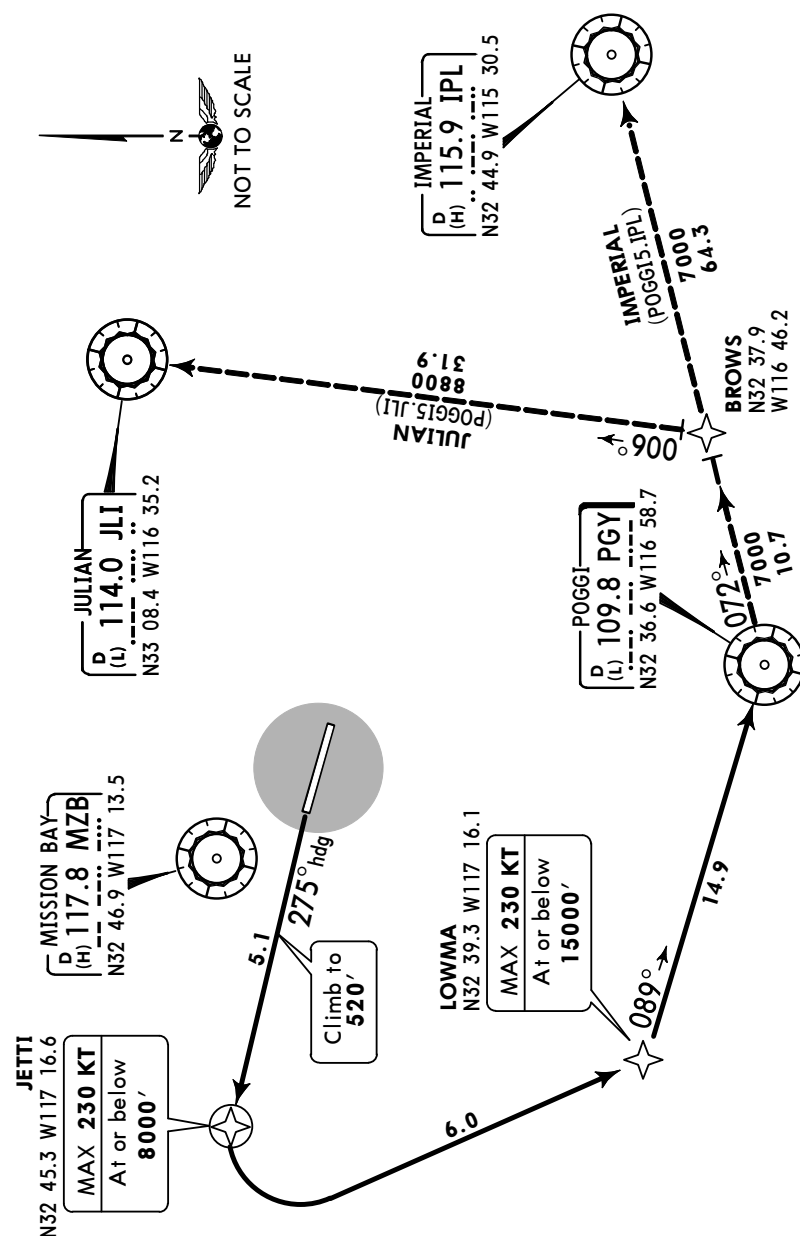 N
NOT TO SCALE
IMPERIAL
D
(H) 115.9 IPL
N32 44.9 W115 30.5
JULIAN
D
(L) 114.0 JLI
N33 08.4 W116 35.2
JULIAN
(POGGI5.JLI)
8800
31.9
006°
IMPERIAL
(POGGI5.IPL)
7000
64.3
BROWS
N32 37.9
W116 46.2
POGGI
D
(L) 109.8 PGY
N32 36.6 W116 58.7
072°
7000
10.7
MISSION BAY
D
(H) 117.8 MZB
N32 46.9 W117 13.5
275° hdg
5.1
Climb to
520'
JETTI
N32 45.3 W117 16.6
MAX 230 KT
At or below
8000'
6.0
LOWMA
N32 39.3 W117 16.1
MAX 230 KT
At or below
15000'
089°
14.9